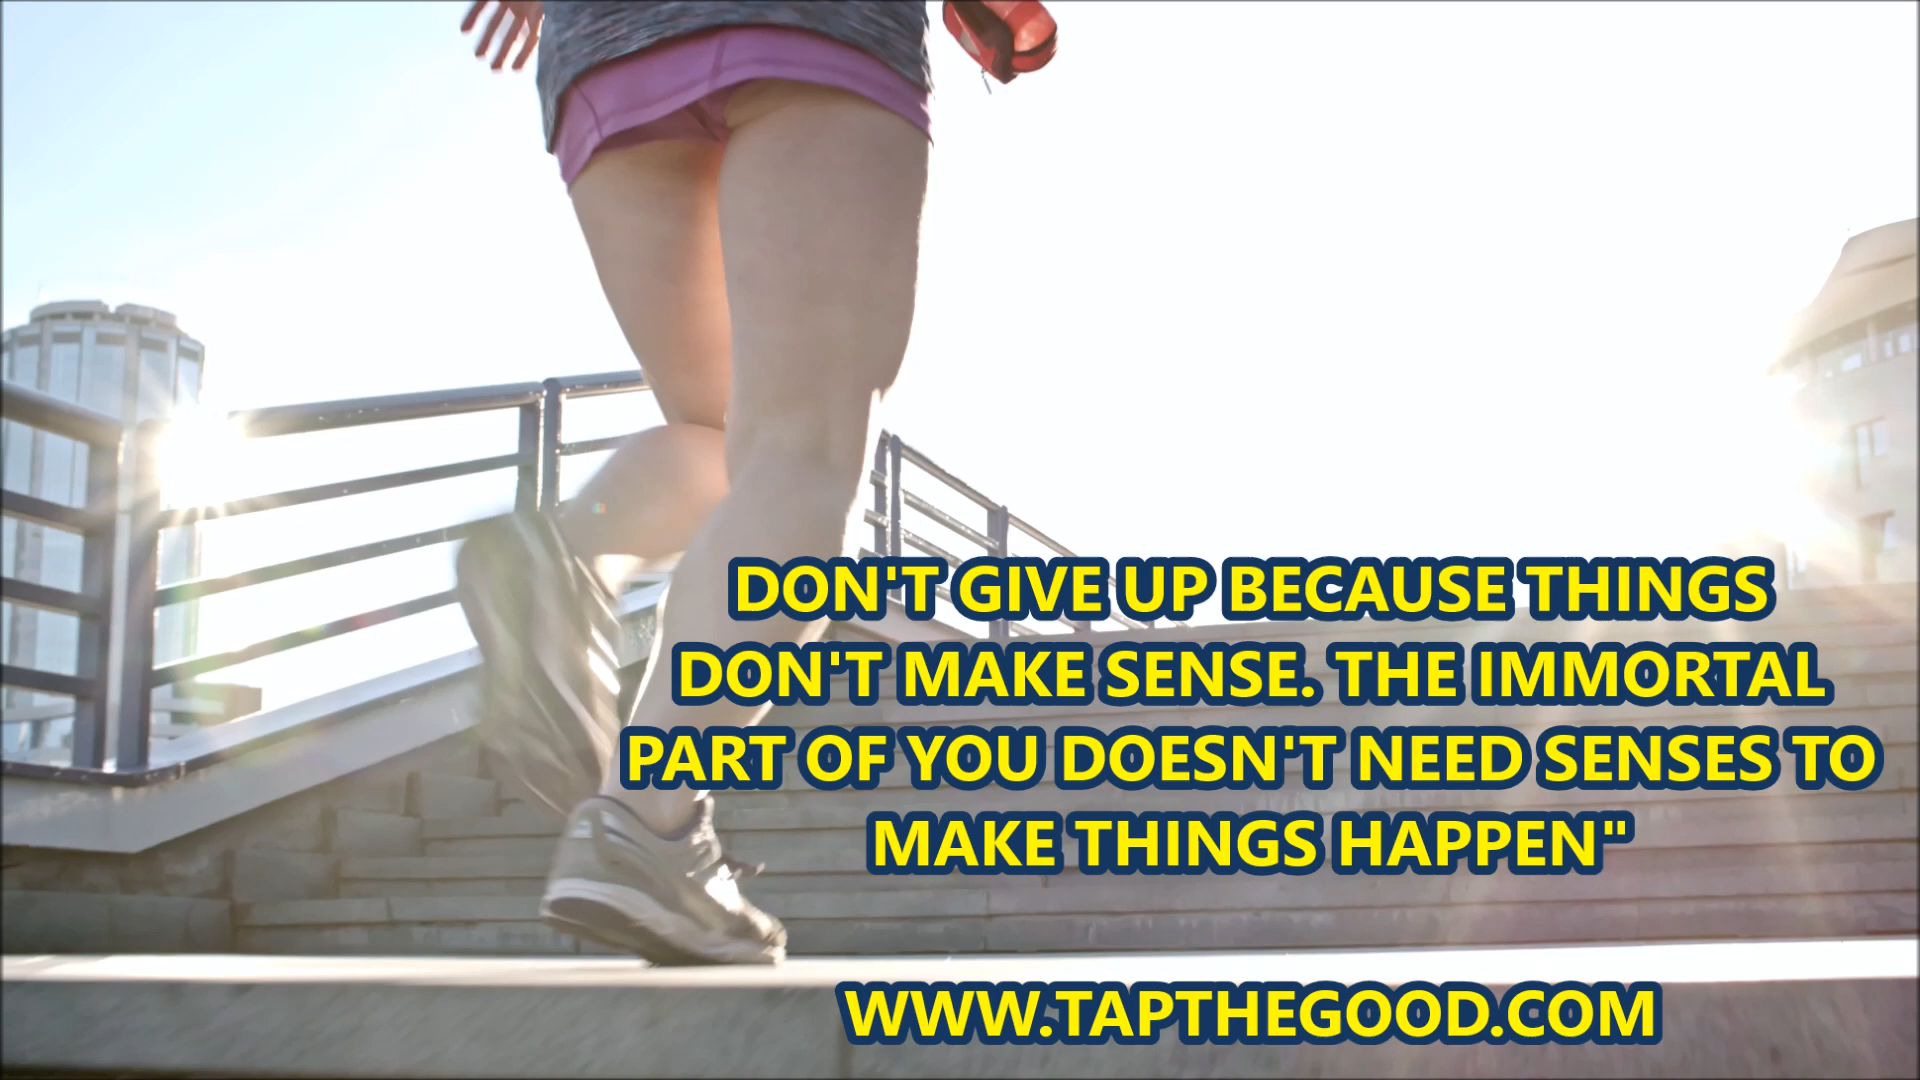 DON'T GIVE UP BECAUSE THINGS
DON'T MAKE SENSE. THE IMMORTAL
PART OF YOU DOESN'T NEED SENSES TO
MAKE THINGS HAPPEN"
WWW.TAPTHEGOOD.COM